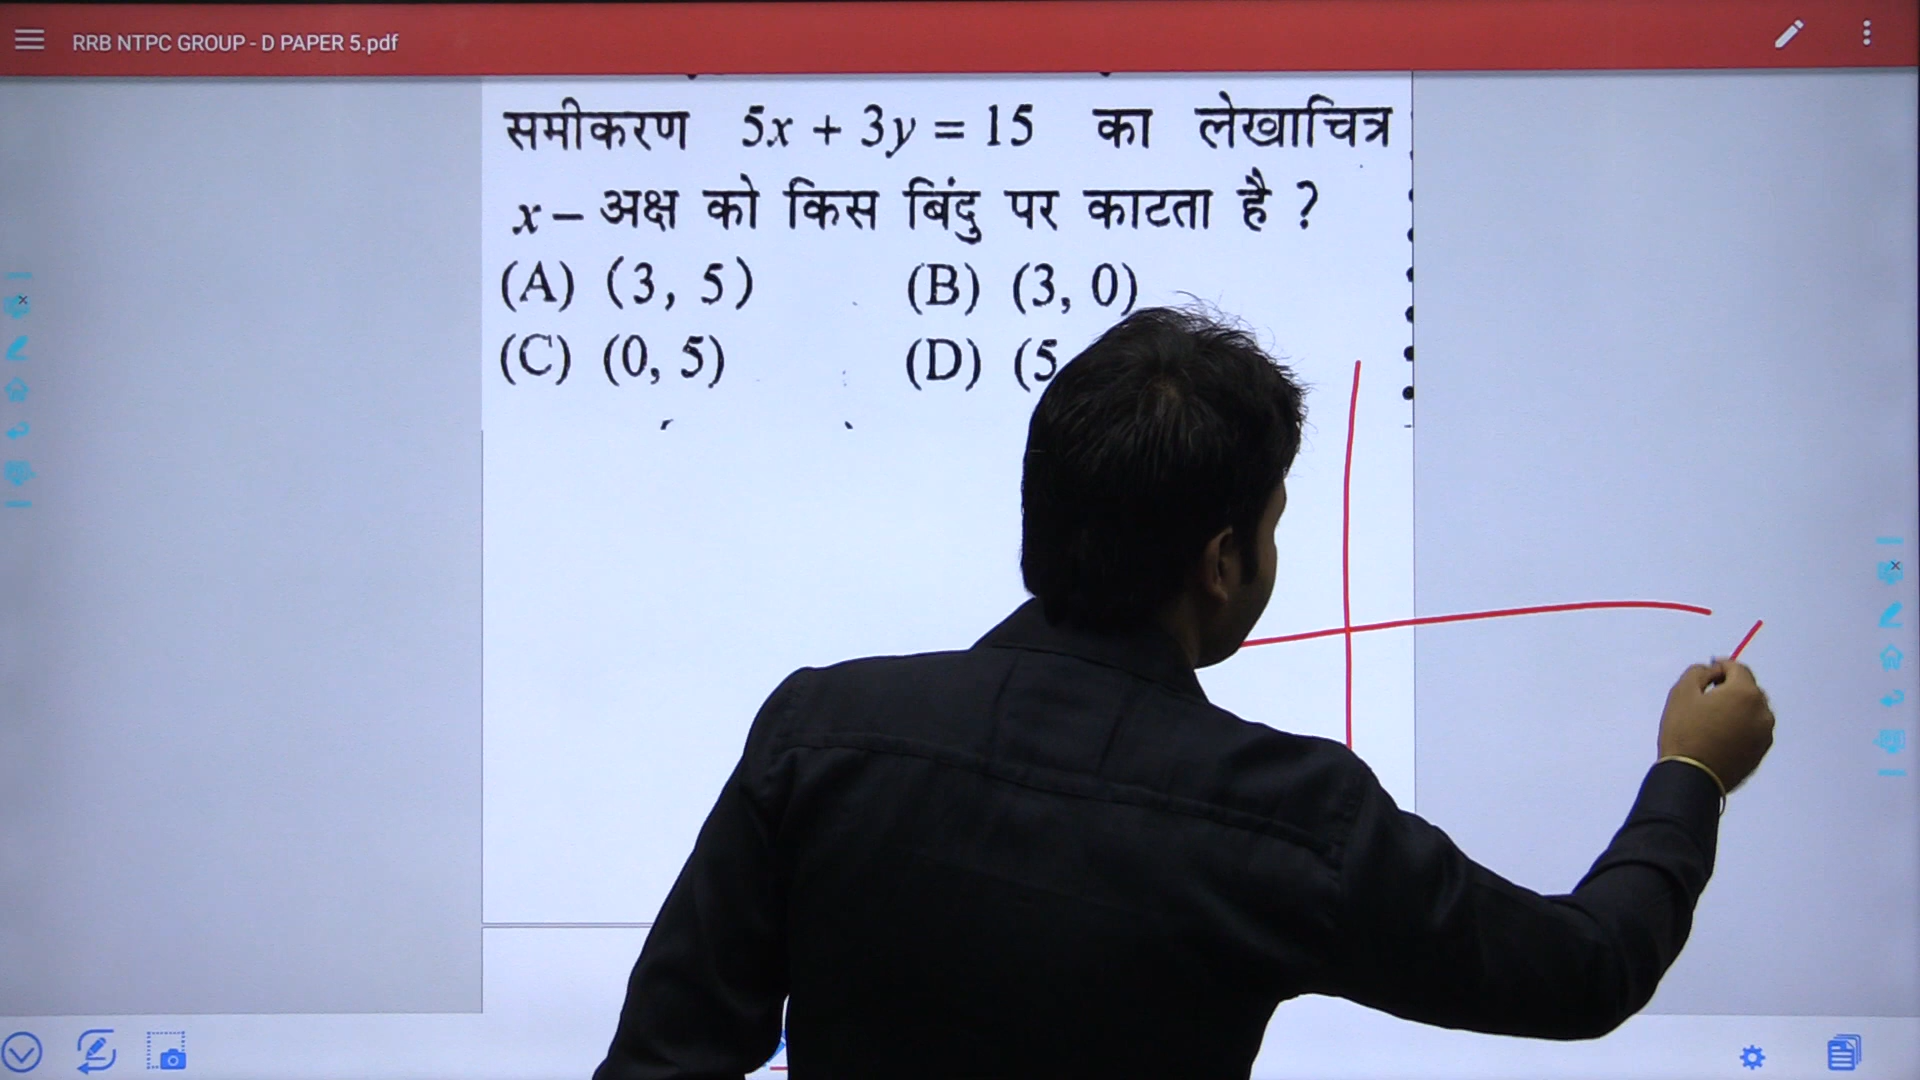 RRB NTPC GROUP - D PAPER 5.pdf
समीकरण 5x + 3y = 15 का लेखाचित्र
x – अक्ष को किस बिंदु पर काटता है ?
(A) (3, 5) (B) (3, 0)
(C) (0, 5) (D) (5